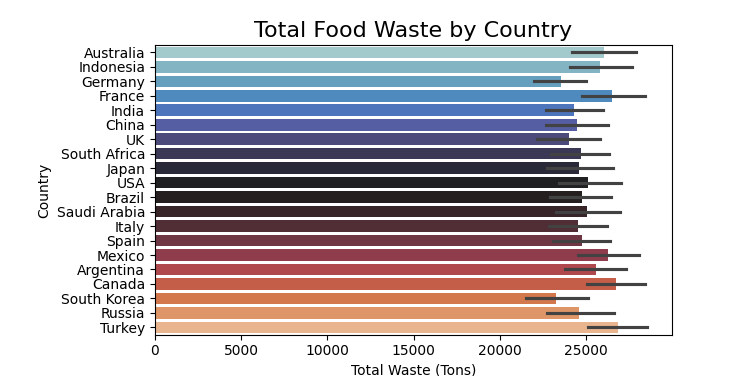 Total Food Waste by Country
Country
Australia
Indonesia
Germany
France
India
China
UK
South Africa
Japan
USA
Brazil
Saudi Arabia
Italy
Spain
Mexico
Argentina
Canada
South Korea
Russia
Turkey
0 5000 10000 15000 20000 25000
Total Waste (Tons)